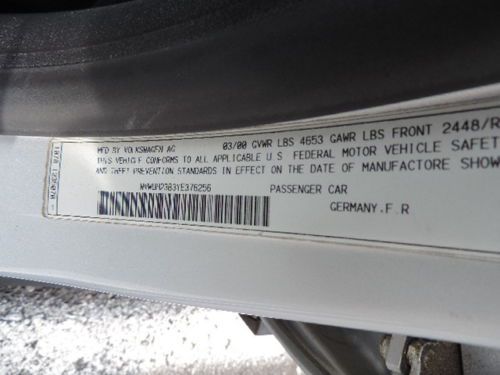 MFD BY VOLKSWAGEN AG 03/00 GVWR LBS 4653 GAWR LBS FRONT 2448/R
THIS VEHICLE CONFORMS TO ALL APPLICABLE U.S FEDERAL MOTOR VEHICLE SAFET
AND THEFT PREVENTION STANDARDS IN EFFECT ON THE DATE OF MANUFACTURE SHOW
PASSENGER CAR
GERMANY.F.R